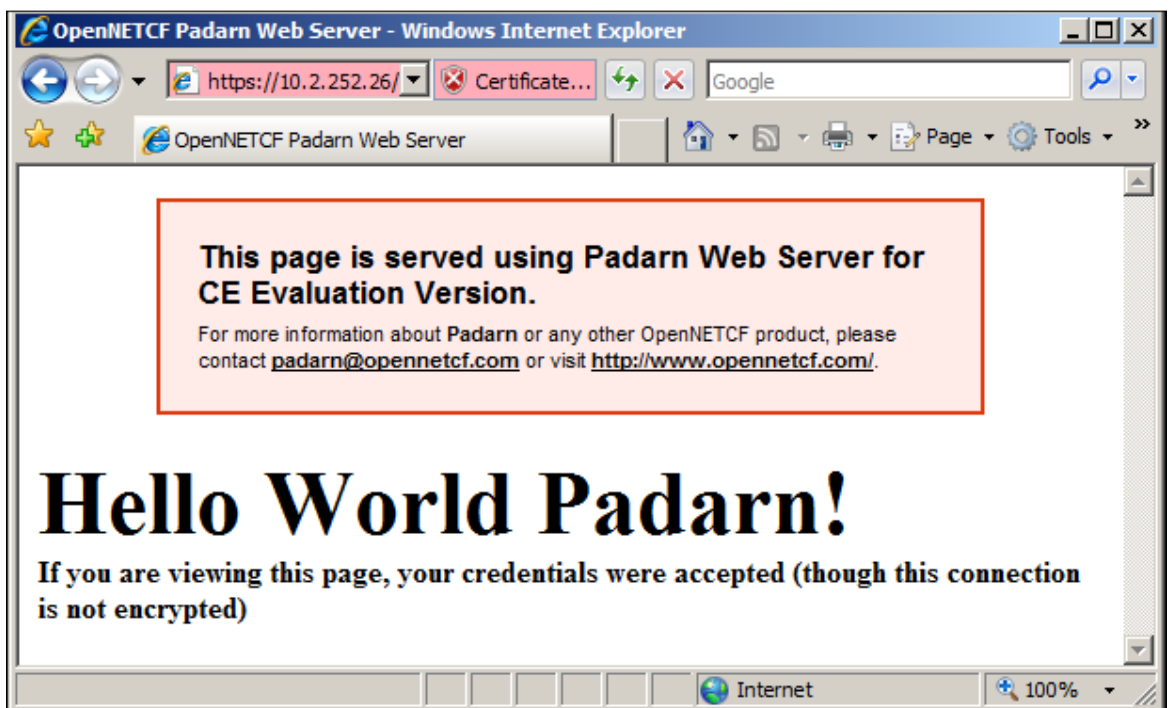 OpenNETCF Padarn Web Server - Windows Internet Explorer
https://10.2.252.26/ Certificate... Google
OpenNETCF Padarn Web Server Page Tools »
This page is served using Padarn Web Server for
CE Evaluation Version.
For more information about Padarn or any other OpenNETCF product, please
contact padarn@opennetcf.com or visit http://www.opennetcf.com/.
Hello World Padarn!
If you are viewing this page, your credentials were accepted (though this connection
is not encrypted)
Internet 100%